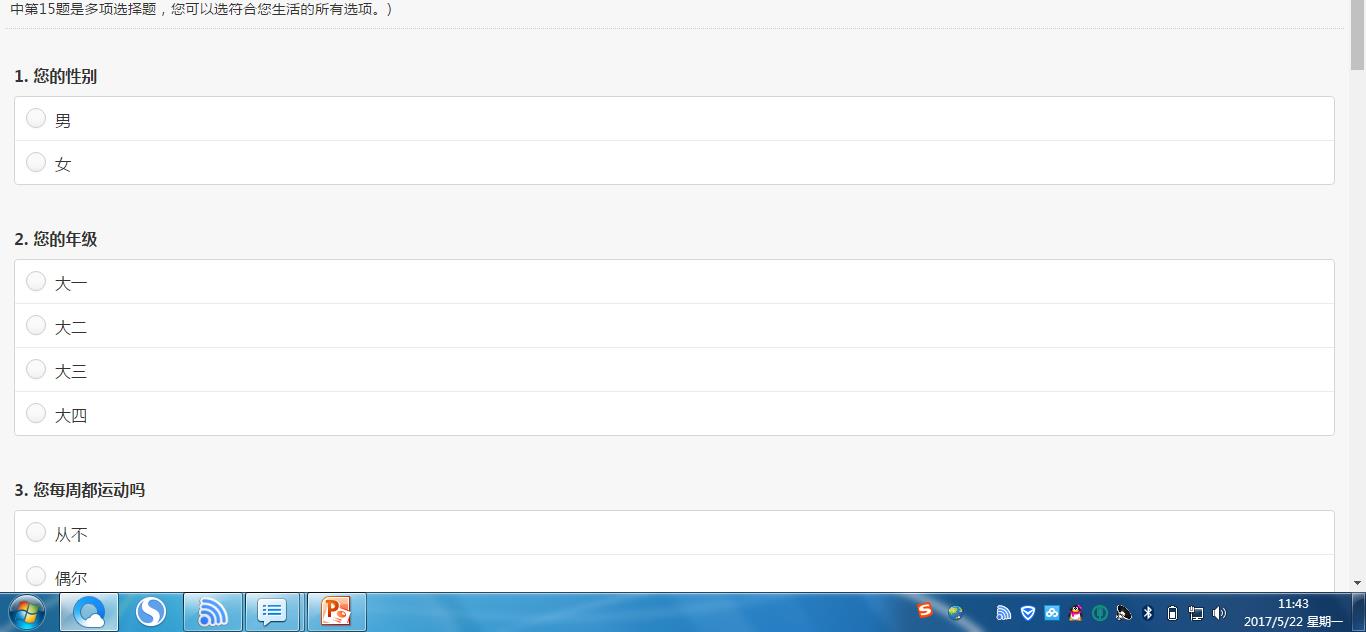 中第15题是多项选择题，您可以选符合您生活的所有选项。）
1. 您的性别
男
女
2. 您的年级
大一
大二
大三
大四
3. 您每周都运动吗
从不
偶尔
11:43
2017/5/22 星期一